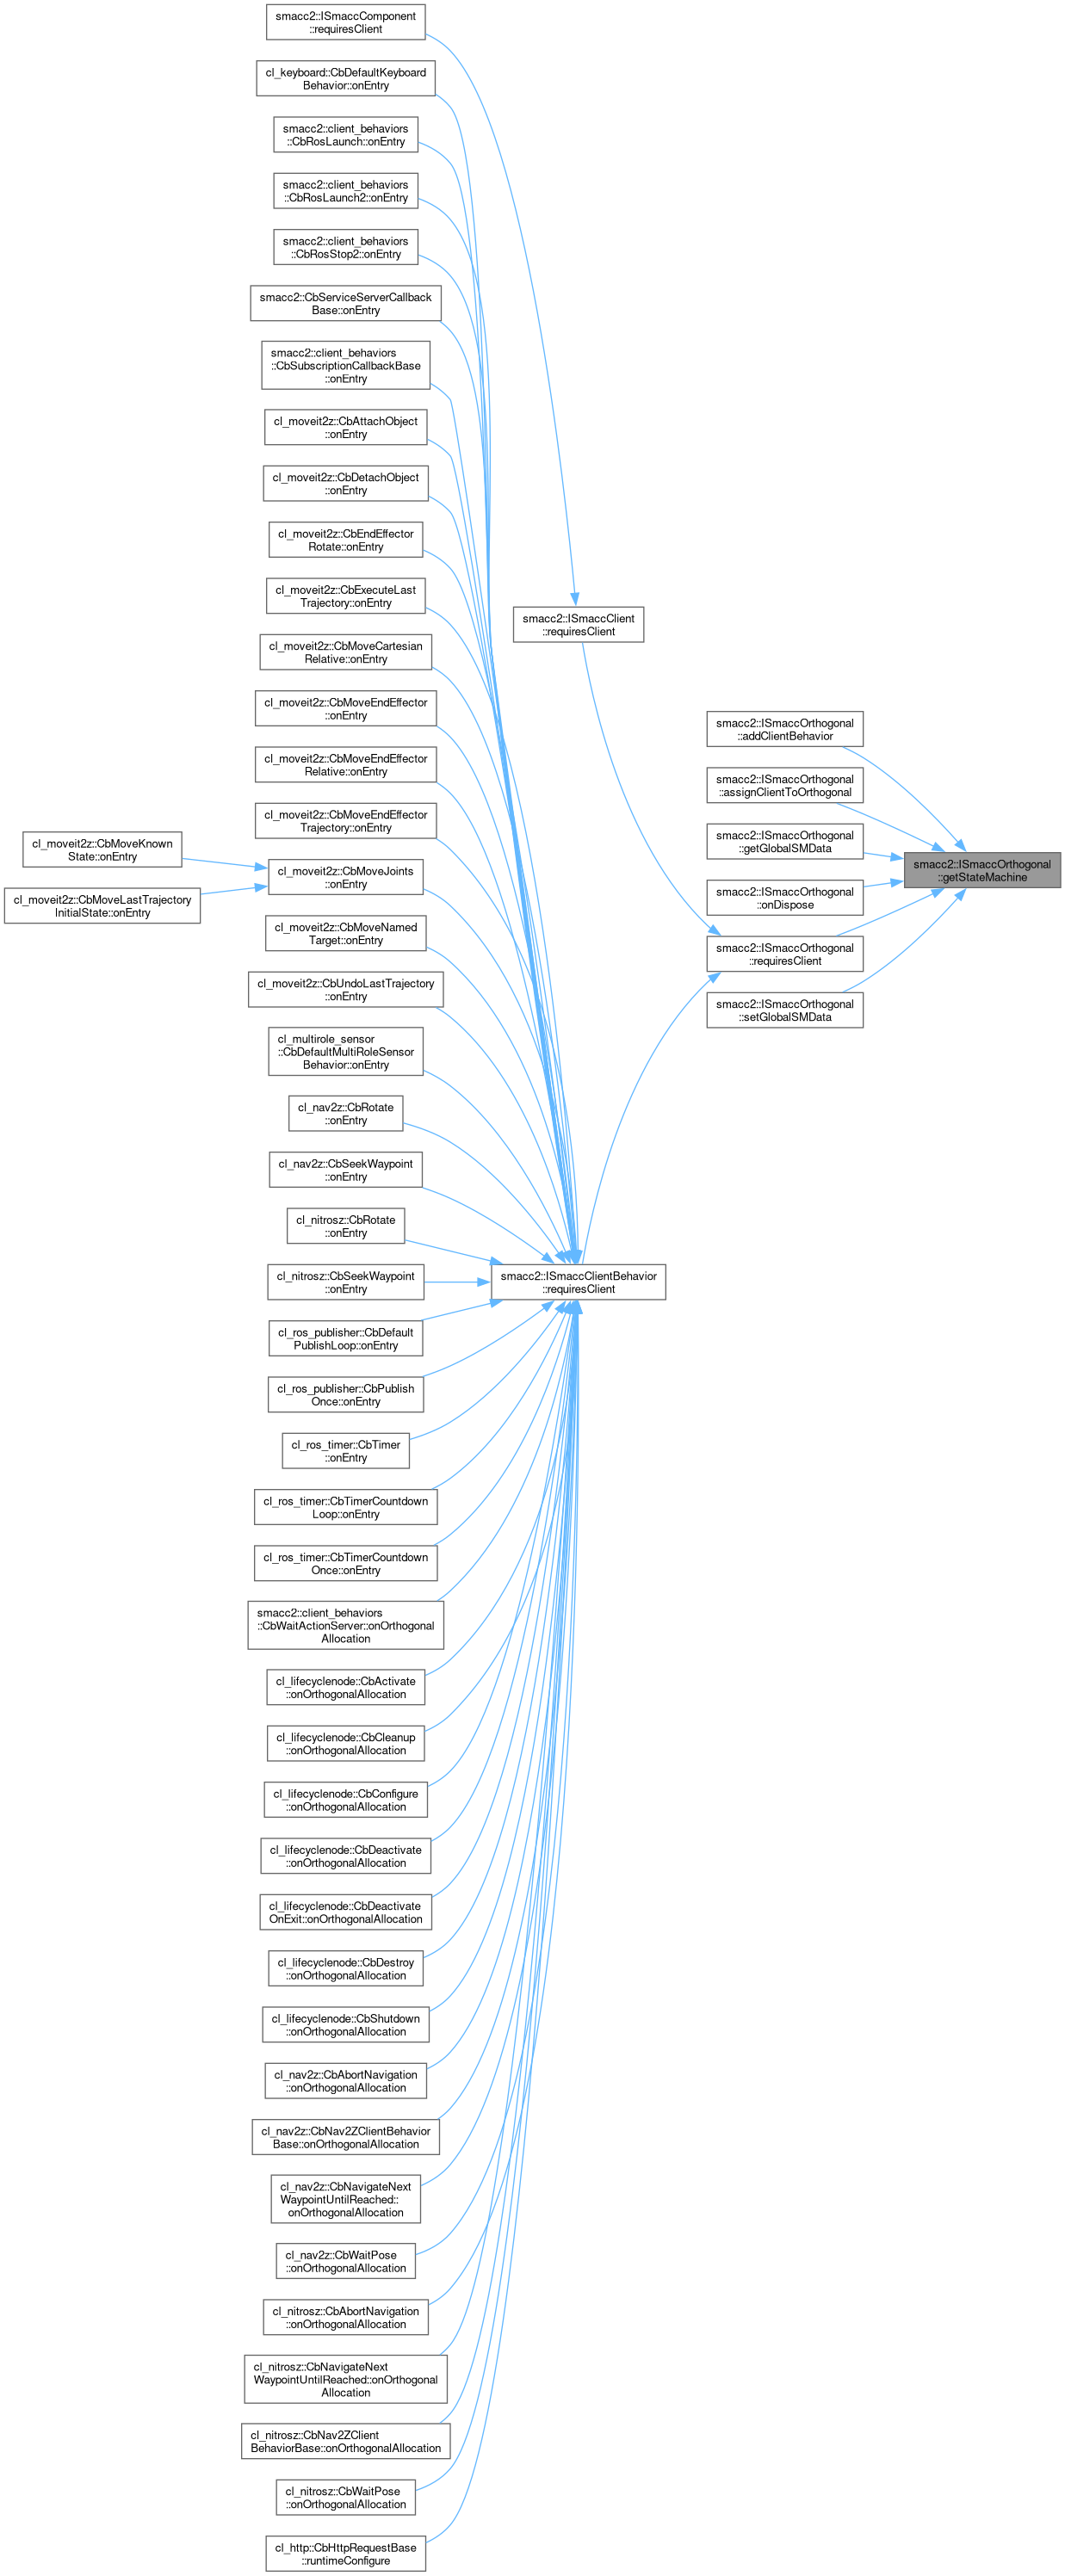 smacc2::ISmaccComponent
::requiresClient
cl_keyboard::CbDefaultKeyboard
Behavior::onEntry
smacc2::client_behaviors
::CbRosLaunch::onEntry
smacc2::client_behaviors
::CbRosLaunch2::onEntry
smacc2::client_behaviors
::CbRosStop2::onEntry
smacc2::CbServiceServerCallback
Base::onEntry
smacc2::client_behaviors
::CbSubscriptionCallbackBase
::onEntry
cl_moveit2z::CbAttachObject
::onEntry
cl_moveit2z::CbDetachObject
::onEntry
cl_moveit2z::CbEndEffector
Rotate::onEntry
cl_moveit2z::CbExecuteLast
Trajectory::onEntry
smacc2::ISmaccClient
::requiresClient
cl_moveit2z::CbMoveCartesian
Relative::onEntry
cl_moveit2z::CbMoveEndEffector
::onEntry
smacc2::ISmaccOrthogonal
::addClientBehavior
cl_moveit2z::CbMoveEndEffector
Relative::onEntry
smacc2::ISmaccOrthogonal
::assignClientToOrthogonal
cl_moveit2z::CbMoveEndEffector
Trajectory::onEntry
smacc2::ISmaccOrthogonal
::getGlobalSMData
cl_moveit2z::CbMoveKnown
State::onEntry
cl_moveit2z::CbMoveJoints
::onEntry
smacc2::ISmaccOrthogonal
::getStateMachine
cl_moveit2z::CbMoveLastTrajectory
InitialState::onEntry
smacc2::ISmaccOrthogonal
::onDispose
cl_moveit2z::CbMoveNamed
Target::onEntry
smacc2::ISmaccOrthogonal
::requiresClient
cl_moveit2z::CbUndoLastTrajectory
::onEntry
smacc2::ISmaccOrthogonal
::setGlobalSMData
cl_multirole_sensor
::CbDefaultMultiRoleSensor
Behavior::onEntry
cl_nav2z::CbRotate
::onEntry
cl_nav2z::CbSeekWaypoint
::onEntry
cl_nitrosz::CbRotate
::onEntry
cl_nitrosz::CbSeekWaypoint
::onEntry
smacc2::ISmaccClientBehavior
::requiresClient
cl_ros_publisher::CbDefault
PublishLoop::onEntry
cl_ros_publisher::CbPublish
Once::onEntry
cl_ros_timer::CbTimer
::onEntry
cl_ros_timer::CbTimerCountdown
Loop::onEntry
cl_ros_timer::CbTimerCountdown
Once::onEntry
smacc2::client_behaviors
::CbWaitActionServer::onOrthogonal
Allocation
cl_lifecyclenode::CbActivate
::onOrthogonalAllocation
cl_lifecyclenode::CbCleanup
::onOrthogonalAllocation
cl_lifecyclenode::CbConfigure
::onOrthogonalAllocation
cl_lifecyclenode::CbDeactivate
::onOrthogonalAllocation
cl_lifecyclenode::CbDeactivate
OnExit::onOrthogonalAllocation
cl_lifecyclenode::CbDestroy
::onOrthogonalAllocation
cl_lifecyclenode::CbShutdown
::onOrthogonalAllocation
cl_nav2z::CbAbortNavigation
::onOrthogonalAllocation
cl_nav2z::CbNav2ZClientBehavior
Base::onOrthogonalAllocation
cl_nav2z::CbNavigateNext
WaypointUntilReached::
onOrthogonalAllocation
cl_nav2z::CbWaitPose
::onOrthogonalAllocation
cl_nitrosz::CbAbortNavigation
::onOrthogonalAllocation
cl_nitrosz::CbNavigateNext
WaypointUntilReached::onOrthogonal
Allocation
cl_nitrosz::CbNav2ZClient
BehaviorBase::onOrthogonalAllocation
cl_nitrosz::CbWaitPose
::onOrthogonalAllocation
cl_http::CbHttpRequestBase
::runtimeConfigure